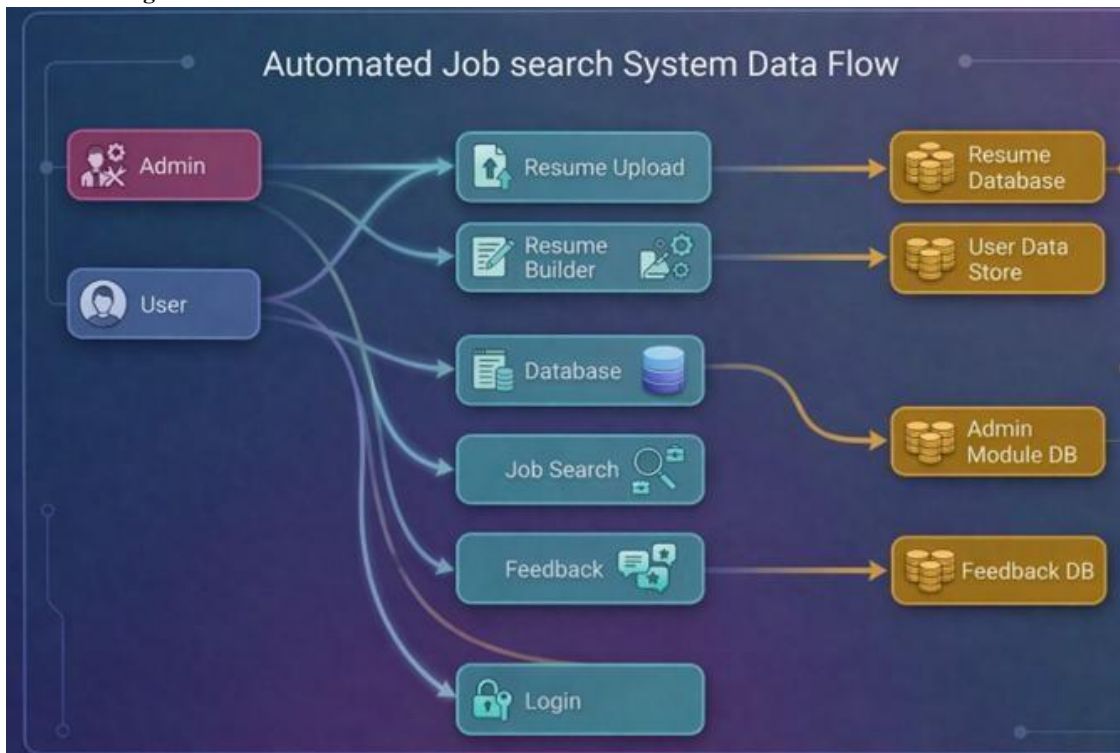 Automated Job search System Data Flow
Admin
User
Resume Upload
Resume
Builder
Database
Job Search
Feedback
Login
Resume
Database
User Data
Store
Admin
Module DB
Feedback DB